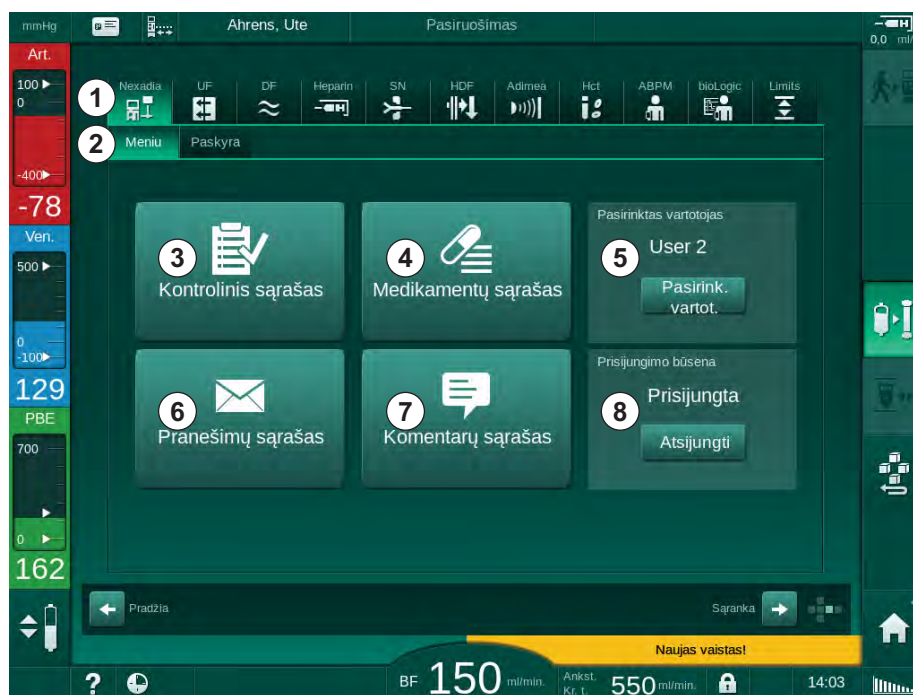 mmHg
Ahrens, Ute
Pasiruošimas
0,0 ml/
Art.
100
0
-400
-78
Ven.
500
0
-100
129
PBE
700
0
162
1
Nexadia UF DF Heparin SN HDF Adimea Hct ABPM bioLogic Limits
2
Meniu Paskyra
3
Kontrolinis sąrašas
4
Medikamentų sąrašas
Pasirinktas vartotojas
5
User 2
Pasirink.
vartot.
6
Pranešimų sąrašas
7
Komentarų sąrašas
Prisijungimo būsena
8
Prisijungta
Atsijungti
Pradžia
Sąranka
Naujas vaistas!
?
BF 150 ml/min.
Ankst.
Kr. t.
550 ml/min.
14:03